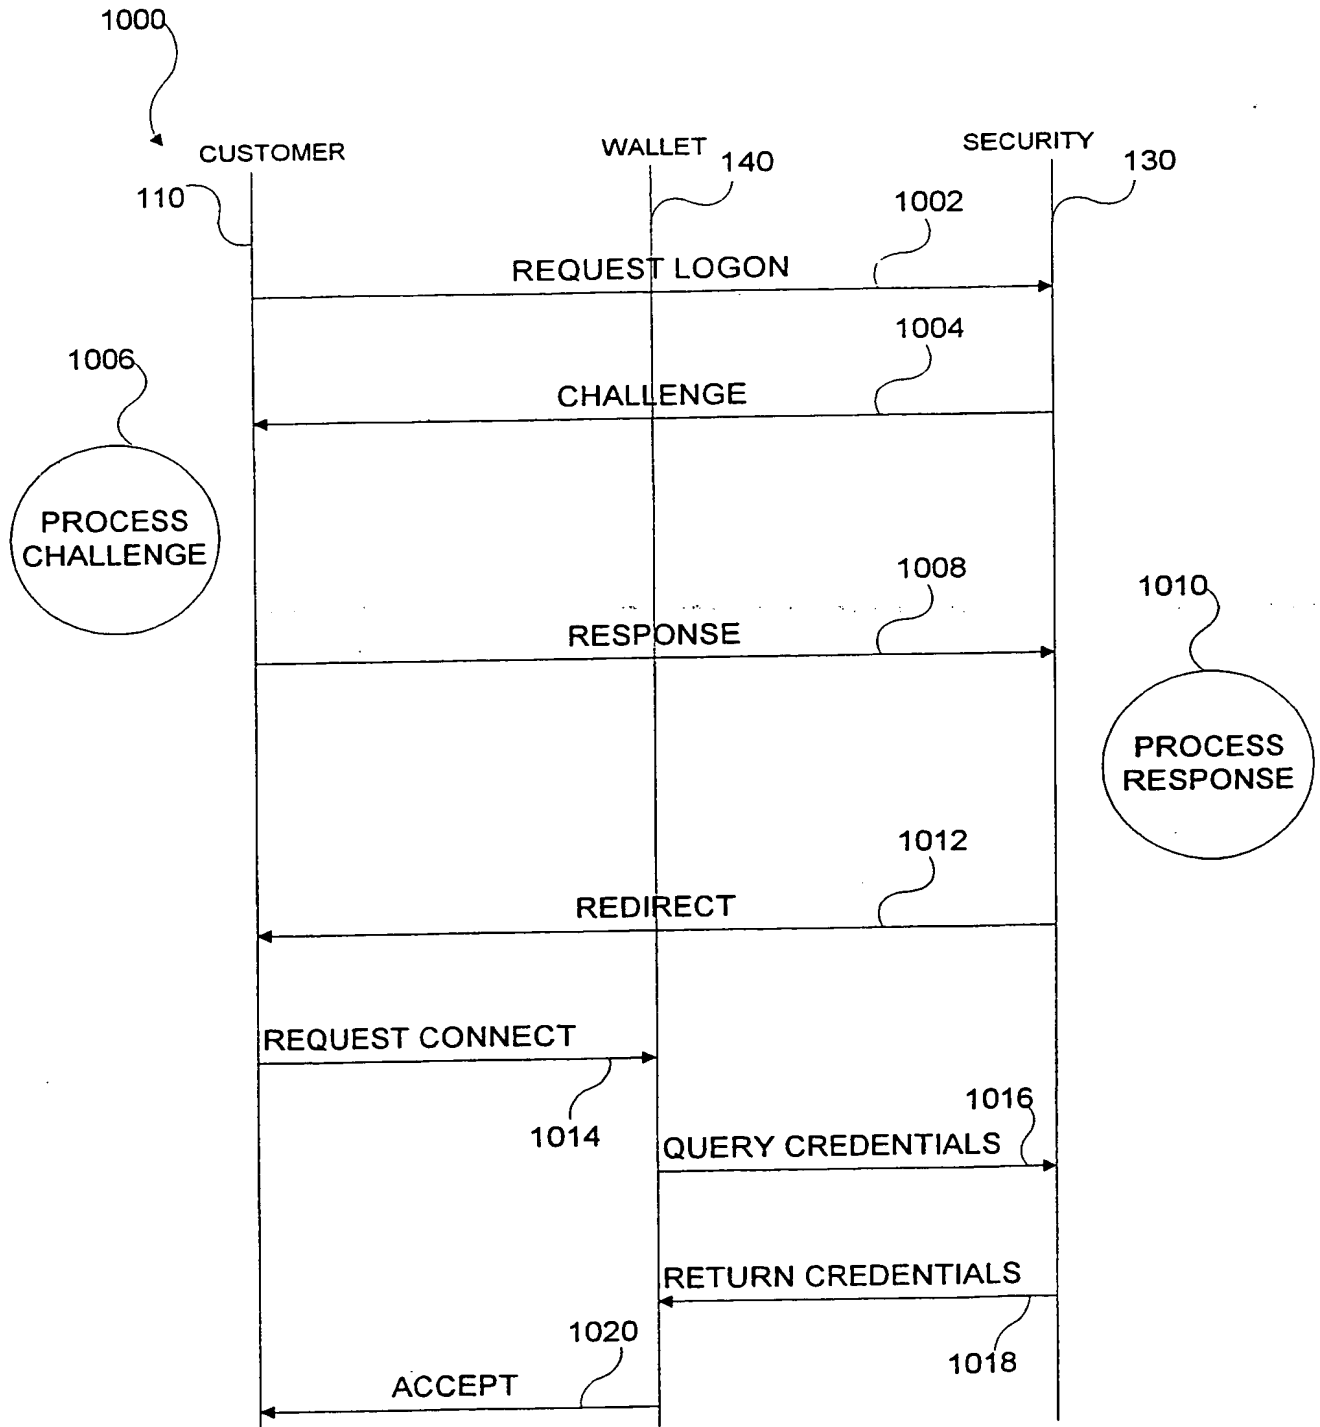 1000
CUSTOMER
WALLET
SECURITY
110
140
130
1002
REQUEST LOGON
1004
1006
CHALLENGE
PROCESS
CHALLENGE
1008
1010
RESPONSE
PROCESS
RESPONSE
1012
REDIRECT
REQUEST CONNECT
1014
1016
QUERY CREDENTIALS
RETURN CREDENTIALS
1018
1020
ACCEPT